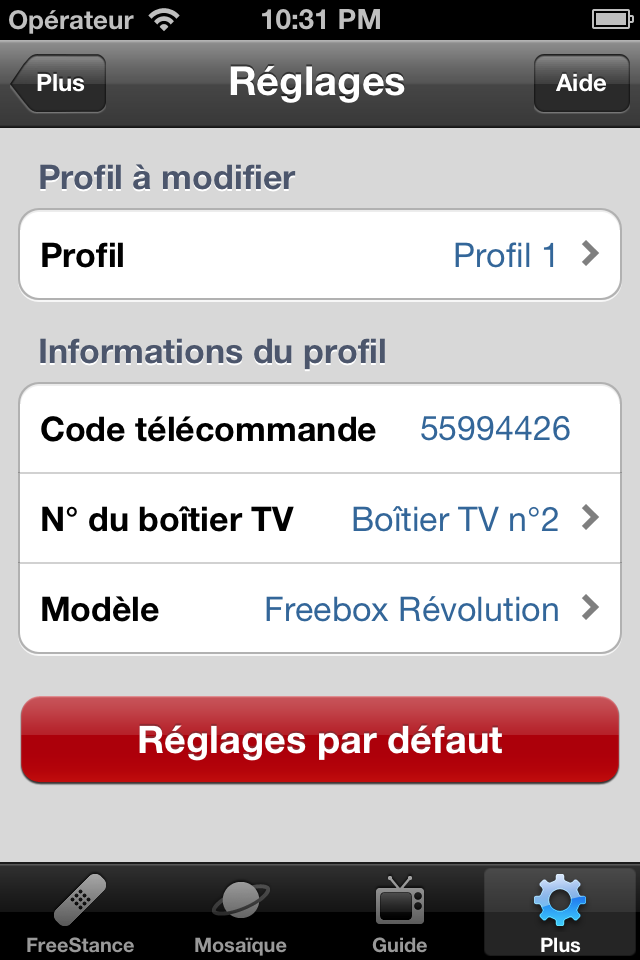 Opérateur 10:31 PM
Plus Réglages Aide
Profil à modifier
Profil Profil 1
Informations du profil
Code télécommande 55994426
N° du boîtier TV Boîtier TV n°2
Modèle Freebox Révolution
Réglages par défaut
FreeStance Mosaïque Guide Plus